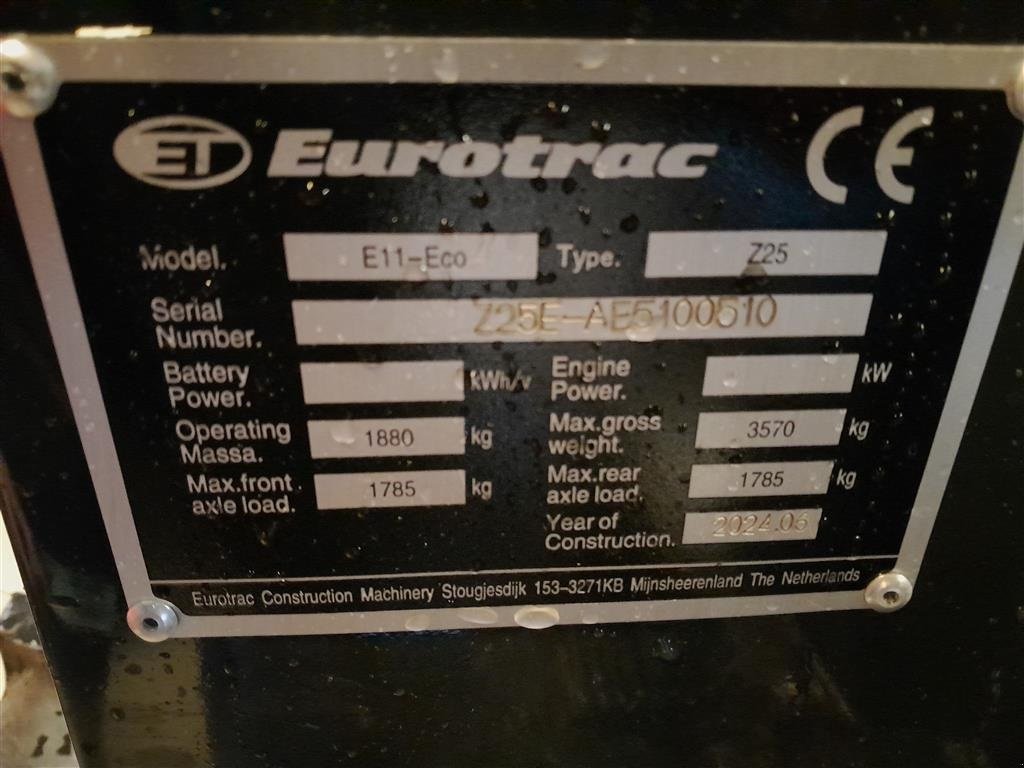 ET Eurotrac CE
Model. E11-Eco Type. Z25
Serial Number. Z25E-AE5100510
Battery Power. kWh/v Engine Power. kW
Operating Massa. 1880 kg Max.gross weight. 3570 kg
Max.front axle load. 1785 kg Max.rear axle load. 1785 kg
Year of Construction. 2024.06
Eurotrac Construction Machinery Stougjesdijk 153-3271KB Mijnsheerenland The Netherlands